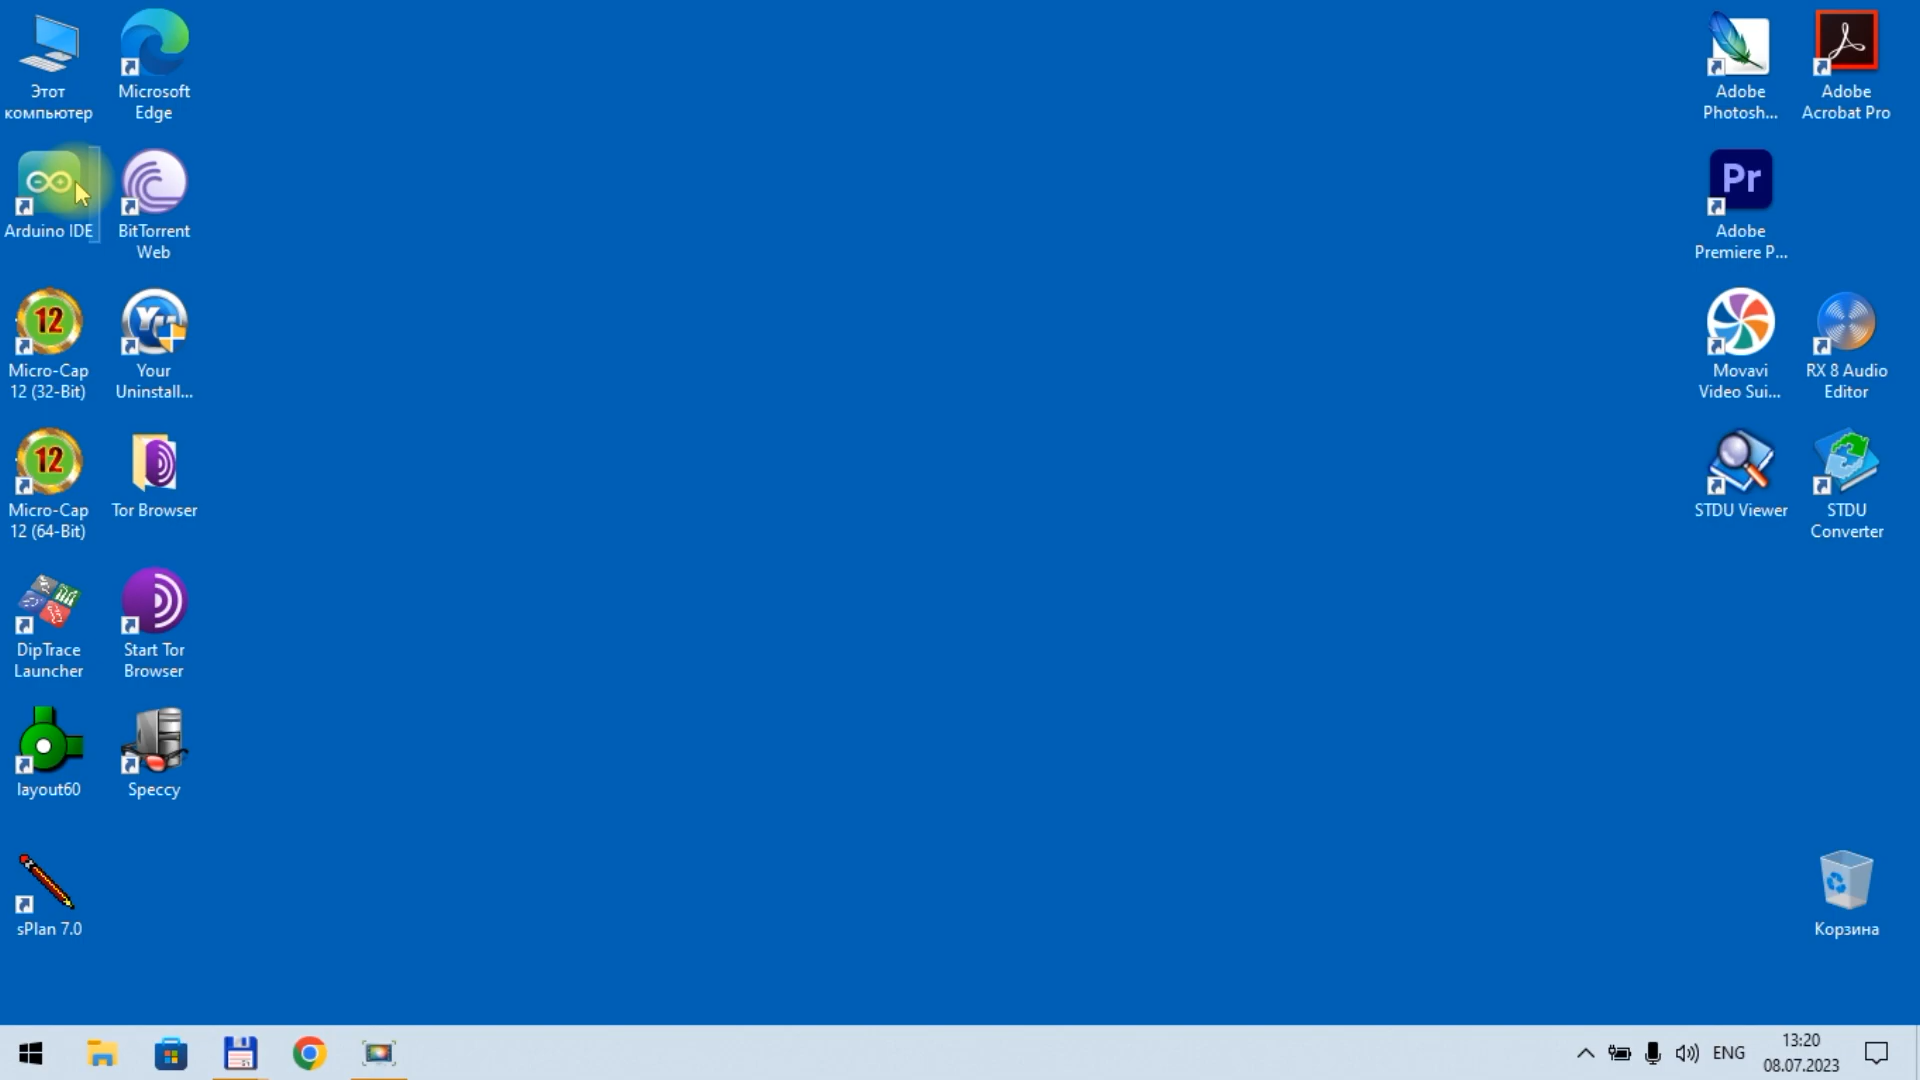 Этот
компьютер
Microsoft
Edge
Adobe
Photosh...
Adobe
Acrobat Pro
Arduino IDE
BitTorrent
Web
Pr
Adobe
Premiere P...
12
Micro-Cap
12 (32-Bit)
Yu
Your
Uninstall...
Movavi
Video Sui...
RX 8 Audio
Editor
12
Micro-Cap
12 (64-Bit)
Tor Browser
STDU Viewer
STDU
Converter
DipTrace
Launcher
Start Tor
Browser
layout60
Speccy
sPlan 7.0
Корзина
ENG
13:20
08.07.2023